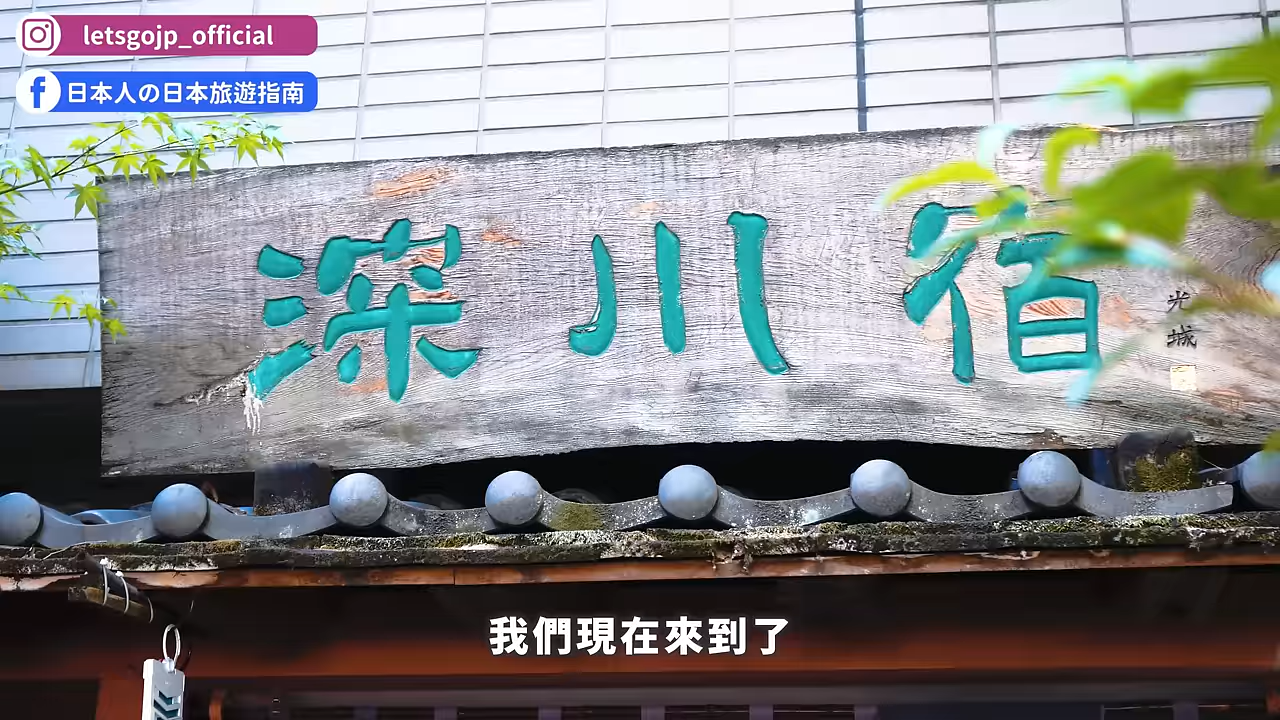 letsgojp_official
日本人の日本旅遊指南
深川宿
光城
我們現在來到了